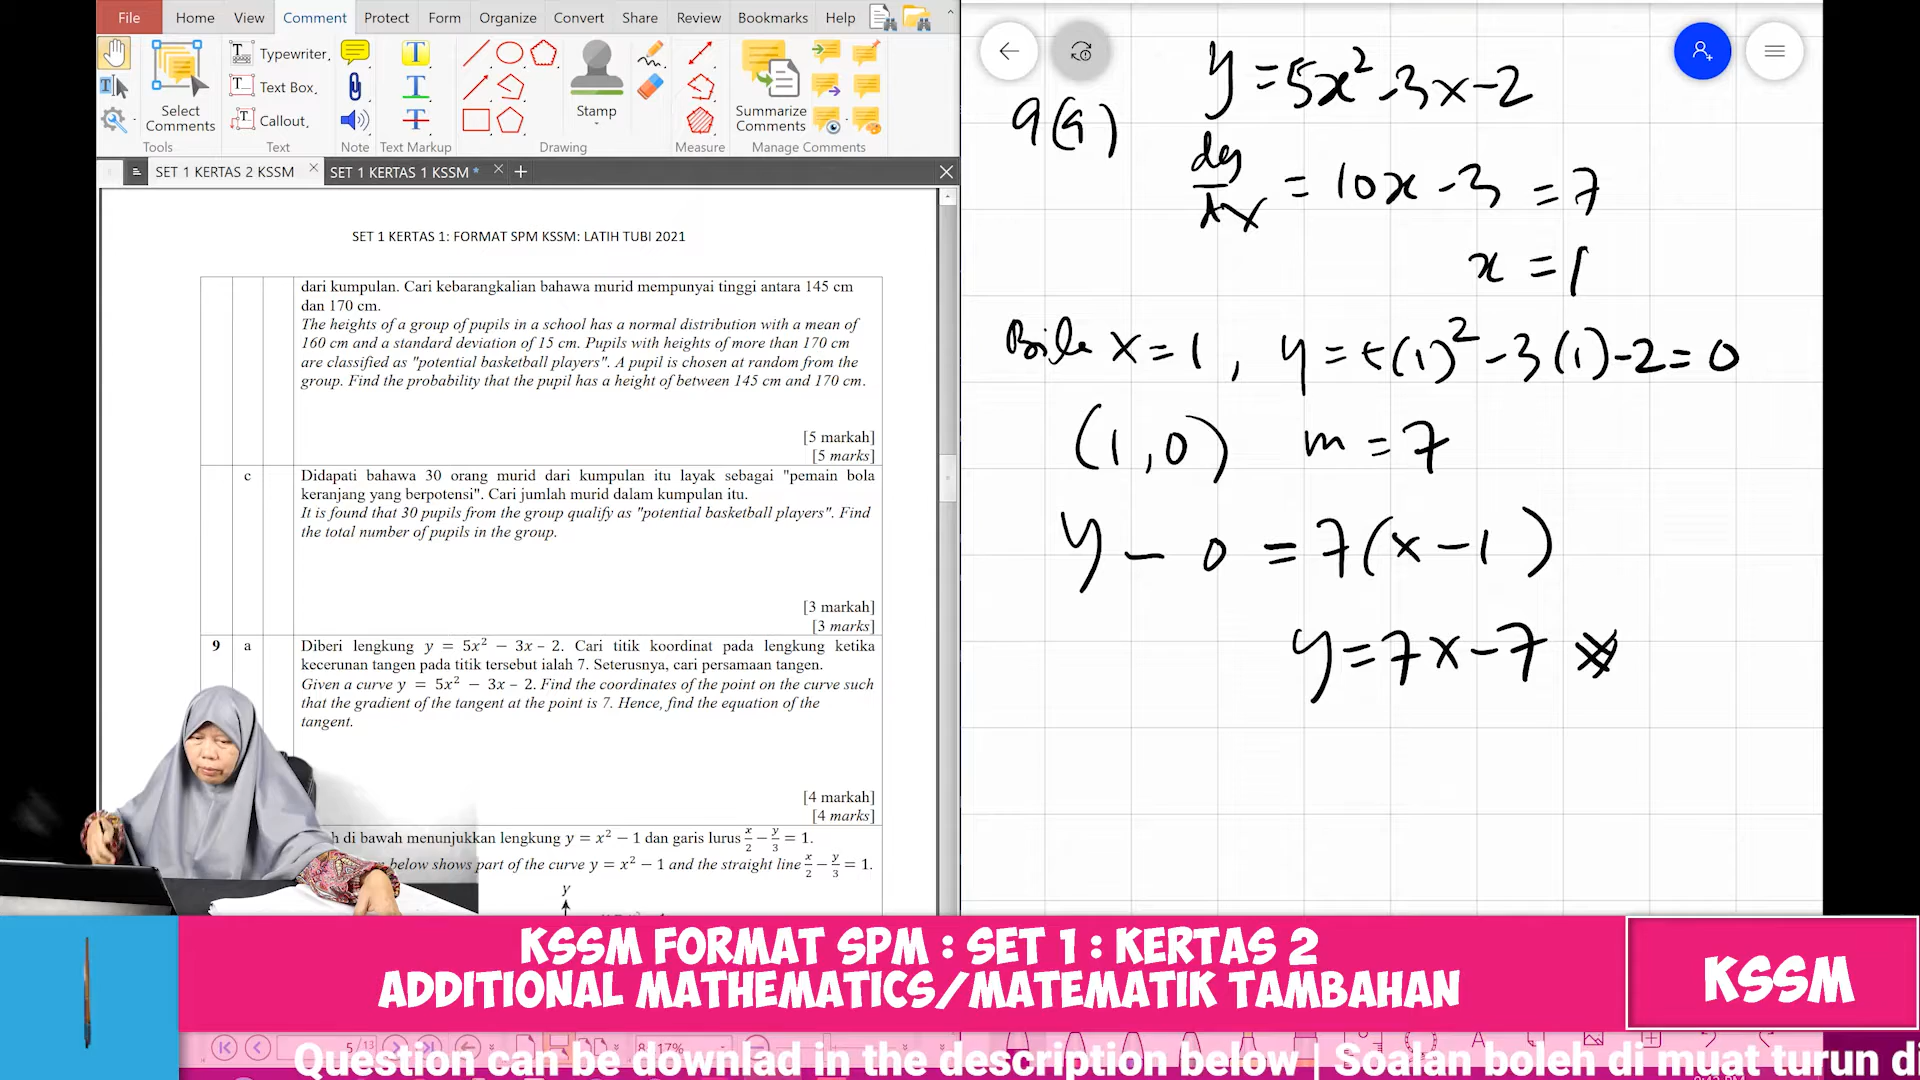 File Home View Comment Protect Form Organize Convert Share Review Bookmarks Help
Typewriter
Text Box
Callout
Select Comments
Stamp
Summarize Comments
Tools Text Note Text Markup Drawing Measure Manage Comments
SET 1 KERTAS 2 KSSM
SET 1 KERTAS 1 KSSM *
SET 1 KERTAS 1: FORMAT SPM KSSM: LATIH TUBI 2021
dari kumpulan. Cari kebarangkalian bahawa murid mempunyai tinggi antara 145 cm
dan 170 cm.
The heights of a group of pupils in a school has a normal distribution with a mean of
160 cm and a standard deviation of 15 cm. Pupils with heights of more than 170 cm
are classified as "potential basketball players". A pupil is chosen at random from the
group. Find the probability that the pupil has a height of between 145 cm and 170 cm.
[5 markah]
[5 marks]
c Didapati bahawa 30 orang murid dari kumpulan itu layak sebagai "pemain bola
keranjang yang berpotensi". Cari jumlah murid dalam kumpulan itu.
It is found that 30 pupils from the group qualify as "potential basketball players". Find
the total number of pupils in the group.
[3 markah]
[3 marks]
9 a Diberi lengkung y = 5x² − 3x - 2. Cari titik koordinat pada lengkung ketika
kecerunan tangen pada titik tersebut ialah 7. Seterusnya, cari persamaan tangen.
Given a curve y = 5x² − 3x - 2. Find the coordinates of the point on the curve such
that the gradient of the tangent at the point is 7. Hence, find the equation of the
tangent.
[4 markah]
[4 marks]
h di bawah menunjukkan lengkung y = x² − 1 dan garis lurus x/2 − y/3 = 1.
below shows part of the curve y = x² − 1 and the straight line x/2 − y/3 = 1.
y
9(a)
y = 5x² - 3x - 2
dy/dx = 10x - 3 = 7
x = 1
Bila x = 1, y = 5(1)² - 3(1) - 2 = 0
(1,0) m = 7
y - 0 = 7(x - 1)
y = 7x - 7
KSSM FORMAT SPM : SET 1 : KERTAS 2
ADDITIONAL MATHEMATICS/MATEMATIK TAMBAHAN
KSSM
5 / 13
Question can be downlad in the description below | Soalan boleh di muat turun di